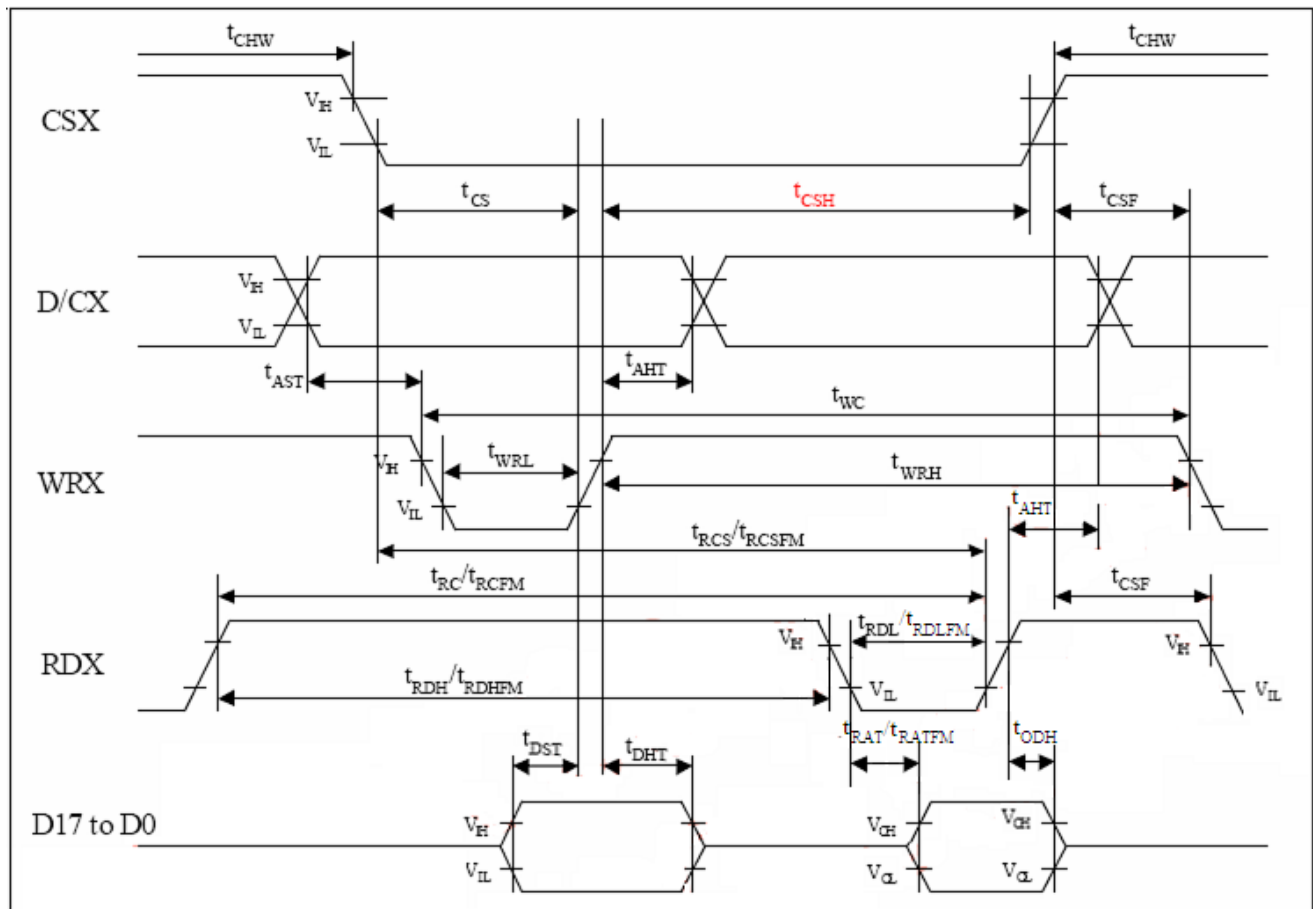 tCHW tCHW
VIH
CSX
VIL
tCS tCSH tCSF
VIH
D/CX
VIL
tAST tAHT
tWC
VIH tWRL
WRX tWRH
VIL tAHT
tRCS/tRCSFM
tRC/tRCFM tCSF
tRDL/tRDLFM
VIH VIH
RDX
tRDH/tRDHFM VIL VIL
tRAT/tRATFM tODH
tDST tDHT
VIH VOH VOH
D17 to D0
VIL VOL VOL